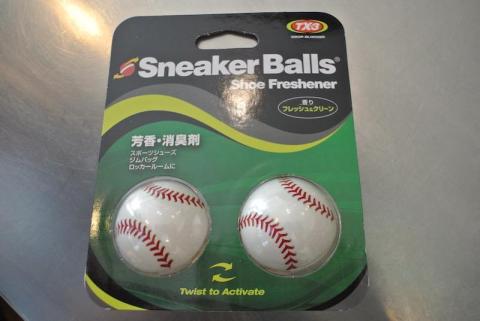 TX3
Sneaker Balls®
Shoe Freshener
香り
フレッシュ&クリーン
芳香・消臭剤
スポーツシューズ
ジムバッグ
ロッカールームに
Twist to Activate